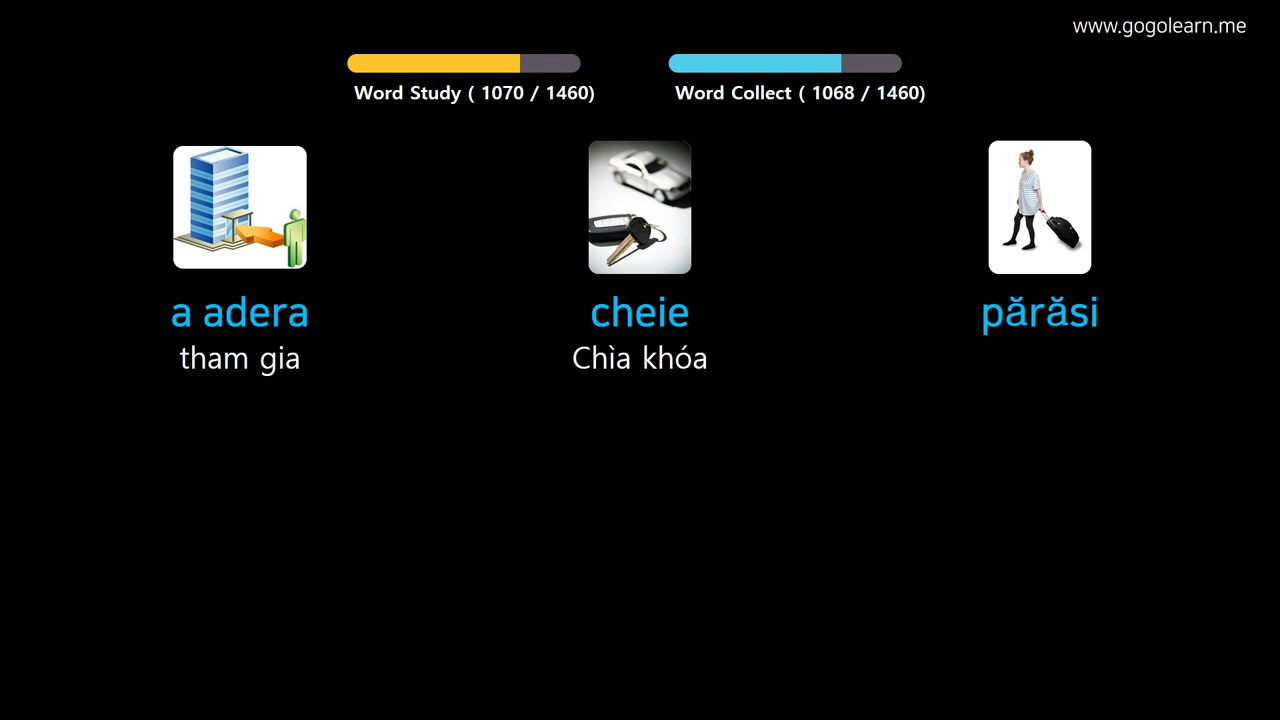 www.gogolearn.me
Word Study ( 1070 / 1460)
Word Collect ( 1068 / 1460)
a adera
tham gia
cheie
Chìa khóa
părăsi